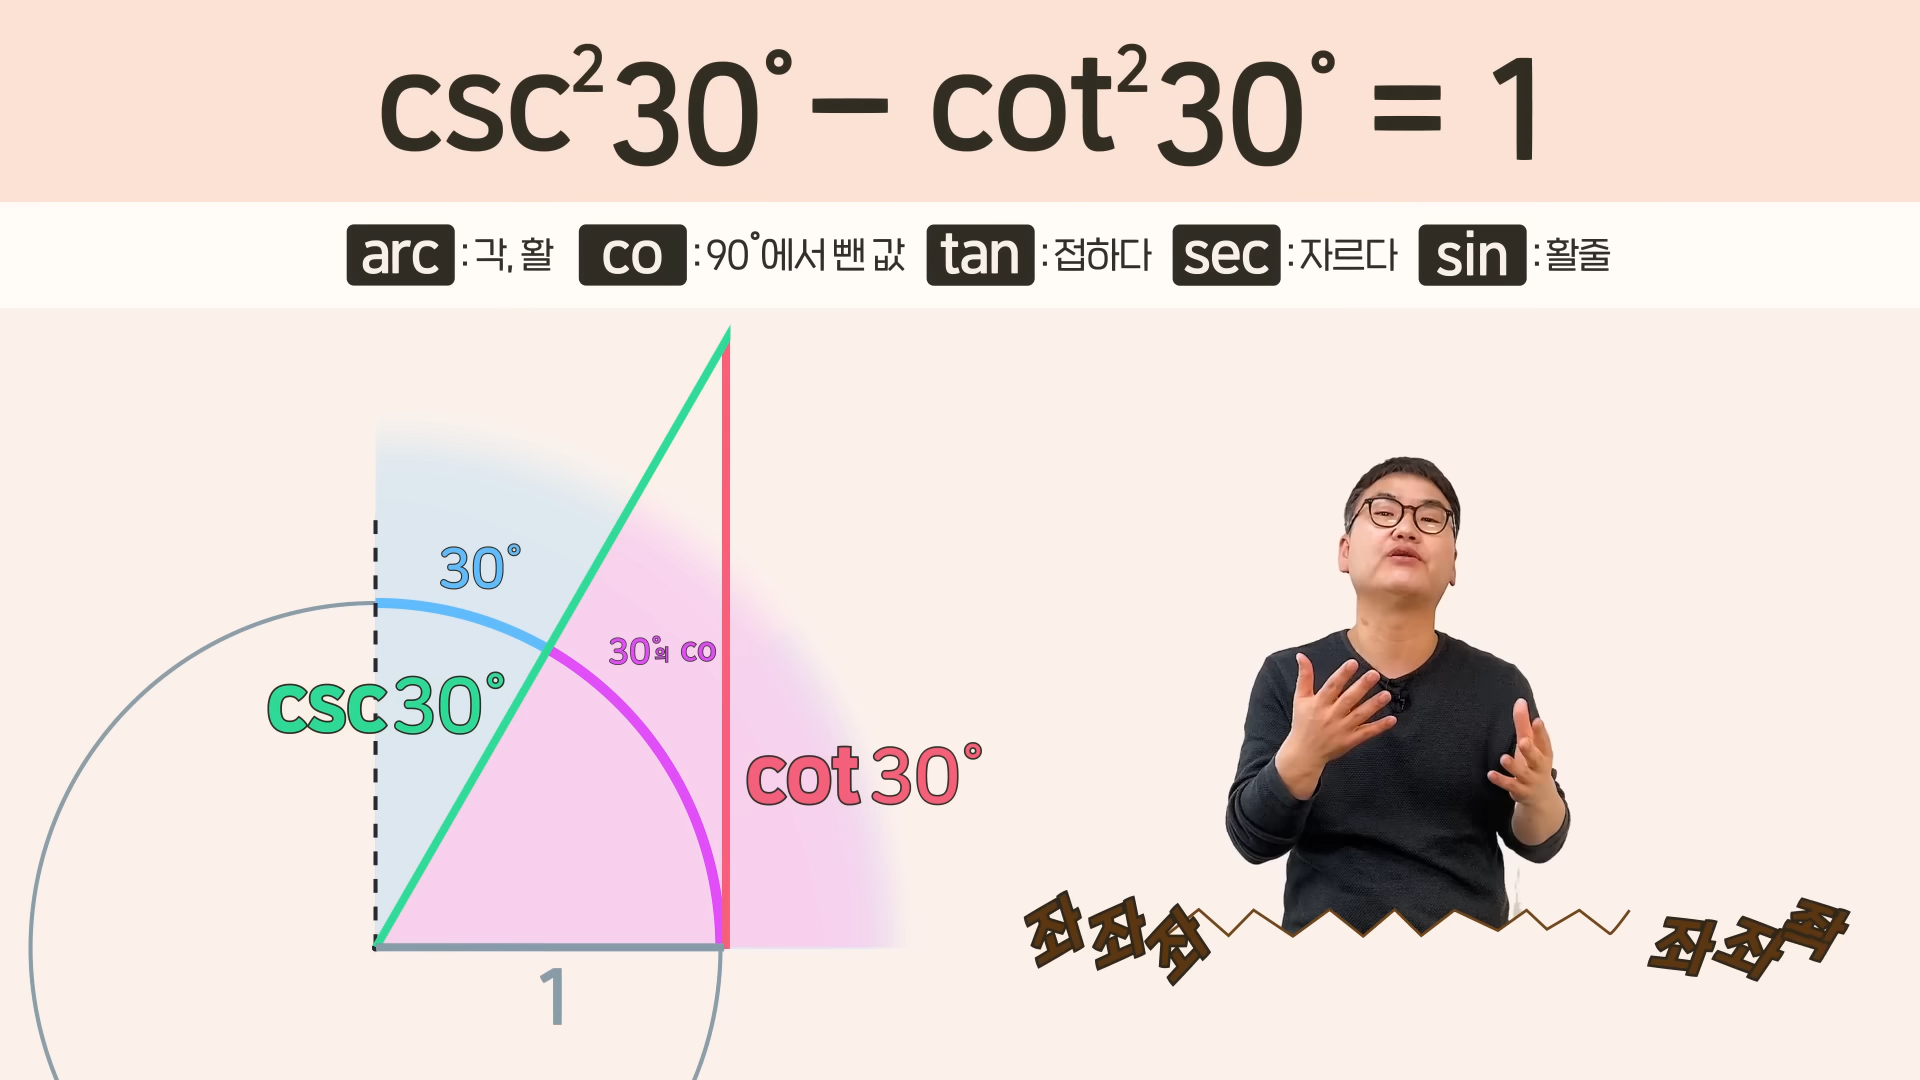 csc²30° − cot²30° = 1
arc : 각, 활 co : 90°에서 뺀 값 tan : 접하다 sec : 자르다 sin : 활줄
30°
30°의 co
csc30°
cot30°
1
좌좌좌 좌좌좍